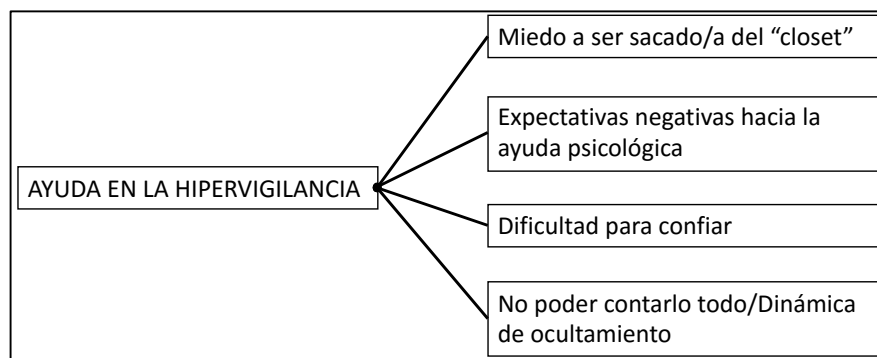 Miedo a ser sacado/a del “closet”
Expectativas negativas hacia la
ayuda psicológica
AYUDA EN LA HIPERVIGILANCIA
Dificultad para confiar
No poder contarlo todo/Dinámica
de ocultamiento